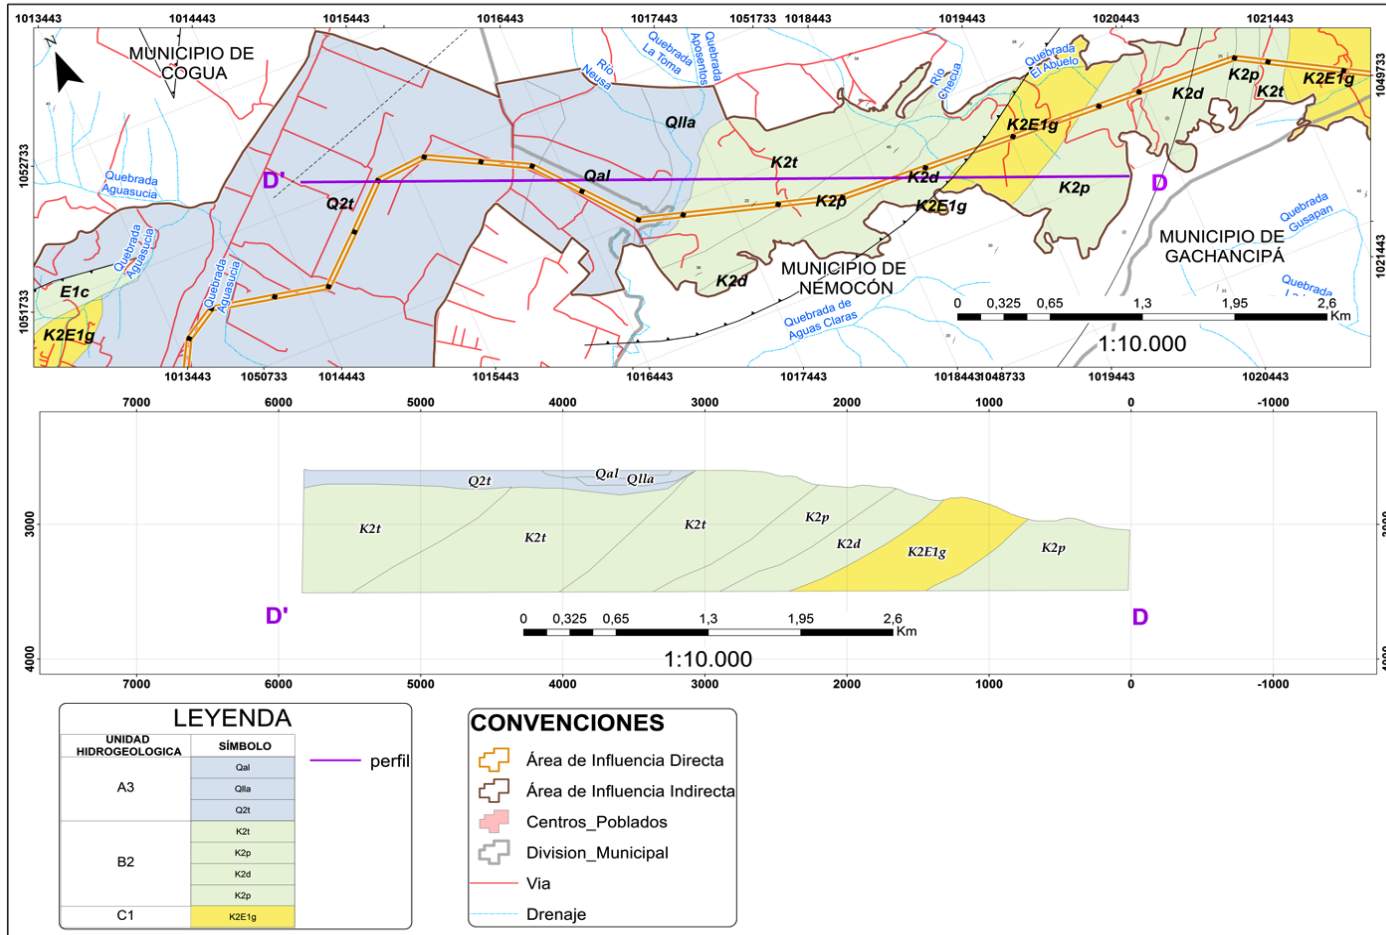 1013443 1014443 1015443 1016443 1017443 1051733 1018443 1019443 1020443 1021443
N
MUNICIPIO DE
COGUA
Río
Neusa
Quebrada
La Toma
Quebrada
Aposentos
Río
Checua
Quebrada
El Abuelo
K2p
K2E1g
K2d
K2t
1049733
Qlla
K2E1g
K2t
1052733
Quebrada
Aguasucia
D'
Qal
K2d
K2p
D
Q2t
K2p
K2E1g
Quebrada
Gusapan
Quebrada
Aguasucia
MUNICIPIO DE
GACHANCIPÁ
1021443
MUNICIPIO DE
NEMOCÓN
K2d
Quebrada
Aguasucia
E1c
1051733
K2E1g
Quebrada de
Aguas Claras
0 0,325 0,65 1,3 1,95 2,6
Km
1:10.000
1013443 1050733 1014443 1015443 1016443 1017443 1018443 1048733 1019443 1020443
7000 6000 5000 4000 3000 2000 1000 0 -1000
Q2t
Qal
Qlla
3000
K2t
K2t
K2t
K2p
K2d
K2E1g
K2p
D'
D
0 0,325 0,65 1,3 1,95 2,6
Km
1:10.000
4000
7000 6000 5000 4000 3000 2000 1000 0 -1000
LEYENDA
UNIDAD
HIDROGEOLOGICA
SÍMBOLO
perfil
A3
Qal
Qlla
Q2t
B2
K2t
K2p
K2d
K2p
C1
K2E1g
CONVENCIONES
Área de Influencia Directa
Área de Influencia Indirecta
Centros_Poblados
Division_Municipal
Via
Drenaje